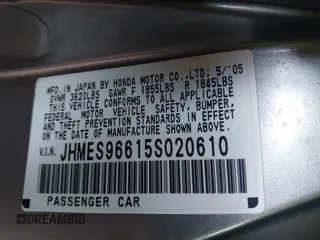 MFD. IN JAPAN BY HONDA MOTOR CO.,LTD. 5/'05
GVWR 3620LBS GAWR F 1855LBS R 1845LBS
THIS VEHICLE CONFORMS TO ALL APPLICABLE
FEDERAL MOTOR VEHICLE SAFETY, BUMPER,
AND THEFT PREVENTION STANDARDS IN EFFECT
ON THE DATE OF MANUFACTURE SHOWN ABOVE.
V.I.N. JHMES96615S020610
PASSENGER CAR
DREAMBID